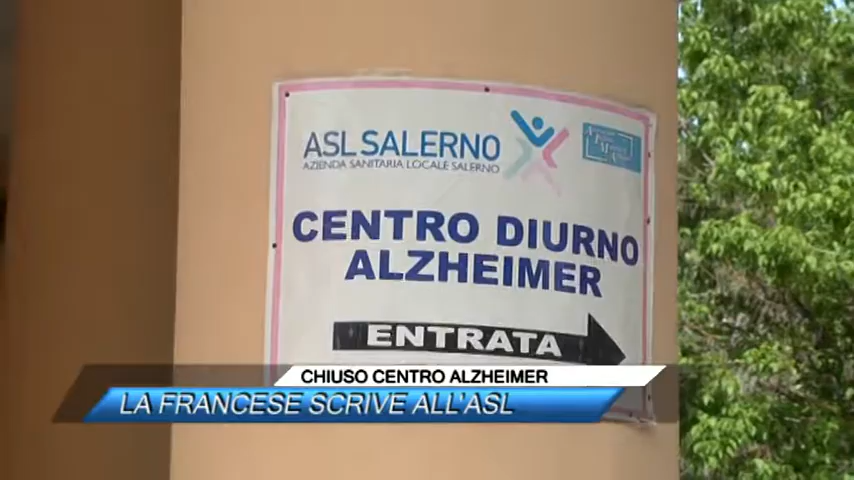 ASL SALERNO
AZIENDA SANITARIA LOCALE SALERNO
CENTRO DIURNO
ALZHEIMER
ENTRATA
CHIUSO CENTRO ALZHEIMER
LA FRANCESE SCRIVE ALL'ASL